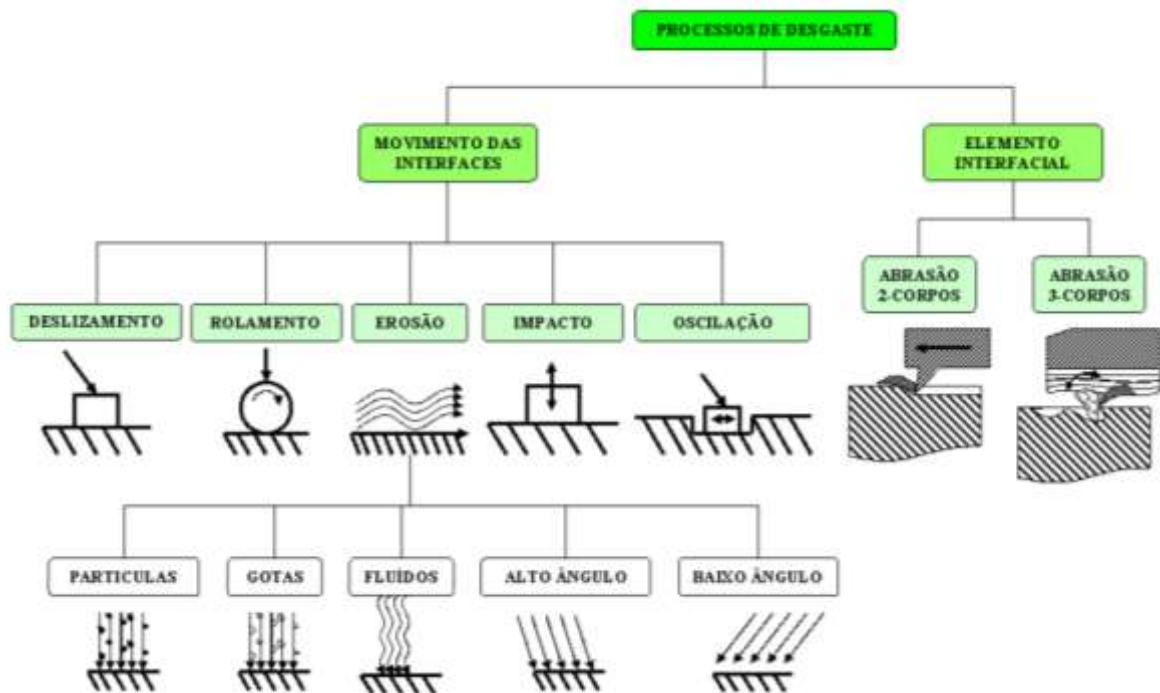 PROCESSOS DE DESGASTE
MOVIMENTO DAS
INTERFACES
ELEMENTO
INTERFACIAL
ABRASÃO
2-CORPOS
ABRASÃO
3-CORPOS
DESLIZAMENTO
ROLAMENTO
EROSÃO
IMPACTO
OSCILAÇÃO
PARTICULAS
GOTAS
FLUÍDOS
ALTO ÂNGULO
BAIXO ÂNGULO